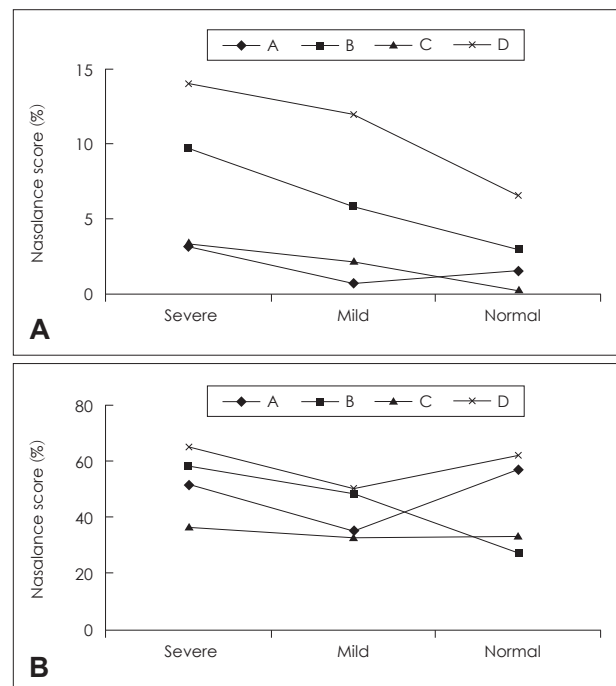 A B C D
15
10
5
0
Nasalance score (%)
Severe Mild Normal
A
A B C D
80
60
40
20
0
Nasalance score (%)
Severe Mild Normal
B